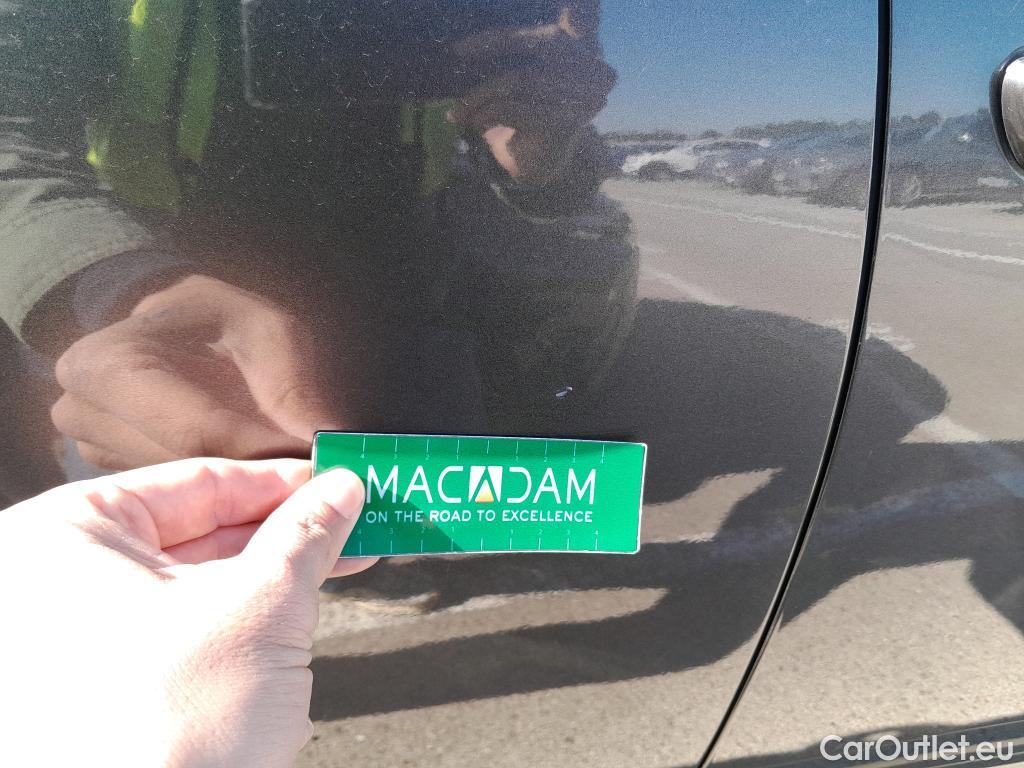 MACADAM
ON THE ROAD TO EXCELLENCE
CarOutlet.eu